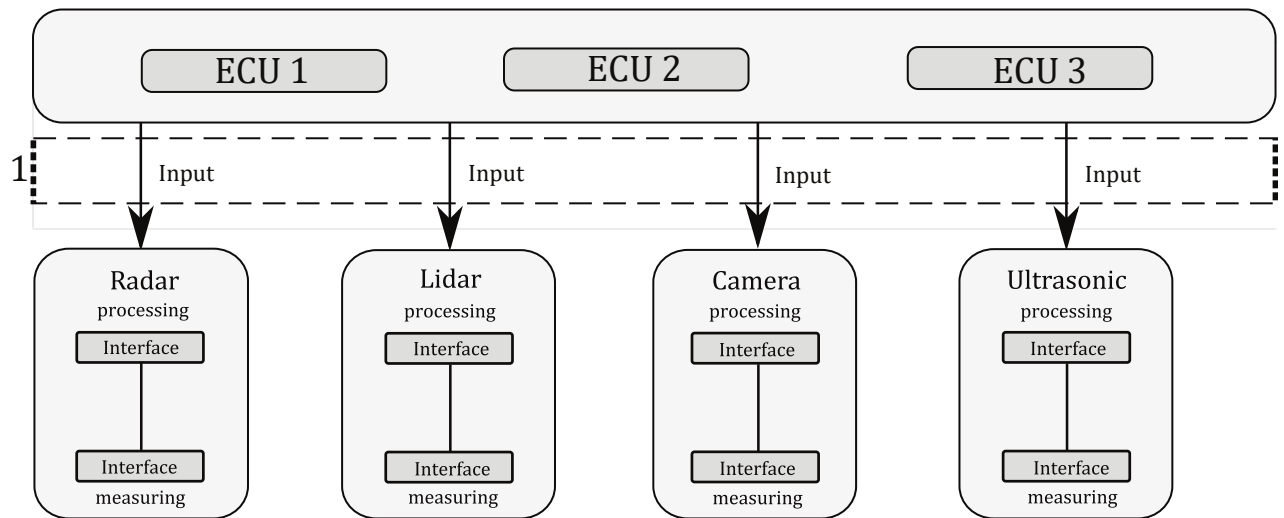 ECU 1 ECU 2 ECU 3
1 Input Input Input Input
Radar Lidar Camera Ultrasonic
processing processing processing processing
Interface Interface Interface Interface
Interface Interface Interface Interface
measuring measuring measuring measuring